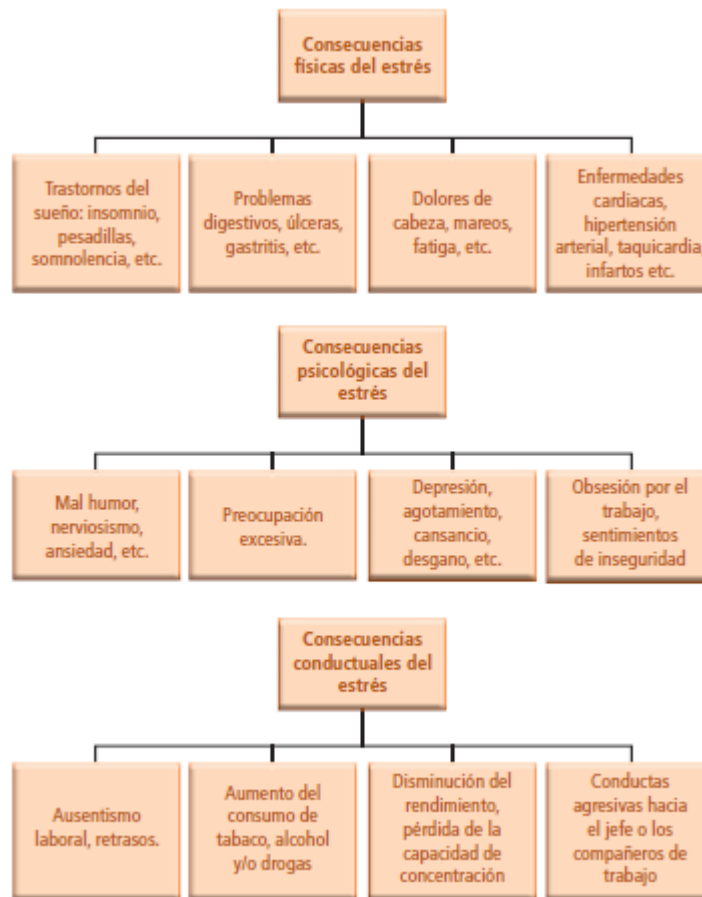 Consecuencias
físicas del estrés
Trastornos del
sueño: insomnio,
pesadillas,
somnolencia, etc.
Problemas
digestivos, úlceras,
gastritis, etc.
Dolores de
cabeza, mareos,
fatiga, etc.
Enfermedades
cardiacas,
hipertensión
arterial, taquicardia
infartos etc.
Consecuencias
psicológicas del
estrés
Mal humor,
nerviosismo,
ansiedad, etc.
Preocupación
excesiva.
Depresión,
agotamiento,
cansancio,
desgano, etc.
Obsesión por el
trabajo,
sentimientos
de inseguridad
Consecuencias
conductuales del
estrés
Ausentismo
laboral, retrasos.
Aumento del
consumo de
tabaco, alcohol
y/o drogas
Disminución del
rendimiento,
pérdida de la
capacidad de
concentración
Conductas
agresivas hacia
el jefe o los
compañeros de
trabajo